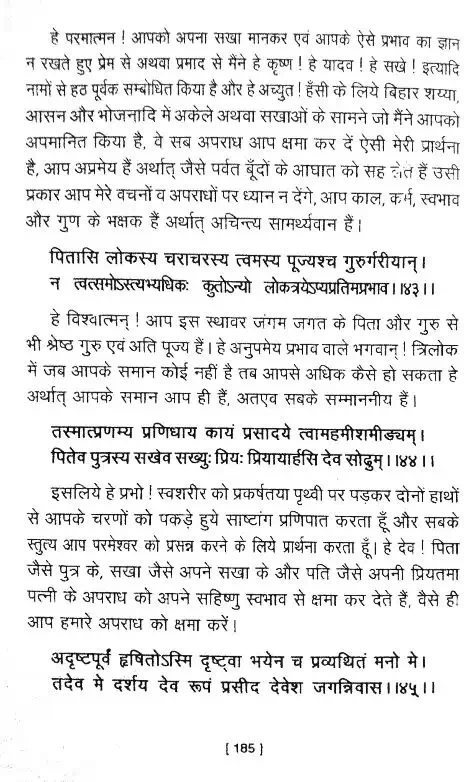 हे परमात्मन ! आपको अपना सखा मानकर एवं आपके ऐसे प्रभाव का ज्ञान
न रखते हुए प्रेम से अथवा प्रमाद से मैंने हे कृष्ण ! हे यादव ! हे सखे ! इत्यादि
नामों से हठ पूर्वक सम्बोधित किया है और हे अच्युत ! हँसी के लिये बिहार शय्या,
आसन और भोजनादि में अकेले अथवा सखाओं के सामने जो मैंने आपको
अपमानित किया है, वे सब अपराध आप क्षमा कर दें ऐसी मेरी प्रार्थना
है, आप अप्रमेय हैं अर्थात् जैसे पर्वत बूँदों के आघात को सह हैं उसी
प्रकार आप मेरे वचनों व अपराधों पर ध्यान न देंगे, आप काल, कर्म, स्वभाव
और गुण के भक्षक हैं अर्थात् अचिन्त्य सामर्थ्यवान हैं।
पितासि लोकस्य चराचरस्य त्वमस्य पूज्यश्च गुरुर्गरीयान्।
न त्वत्समोऽस्त्यभ्यधिकः कुतोऽन्यो लोकत्रयेऽप्यप्रतिमप्रभाव।।४३।।
हे विश्वात्मन् ! आप इस स्थावर जंगम जगत के पिता और गुरु से
भी श्रेष्ठ गुरु एवं अति पूज्य हैं। हे अनुपमेय प्रभाव वाले भगवान् ! त्रिलोक
में जब आपके समान कोई नहीं है तब आपसे अधिक कैसे हो सकता हे
अर्थात् आपके समान आप ही हैं, अतएव सबके सम्माननीय हैं।
तस्मात्प्रणम्य प्रणिधाय कायं प्रसादये त्वामहमीशमीड्यम्।
पितेव पुत्रस्य सखेव सख्युः प्रियः प्रियायार्हसि देव सोढुम्।।४४।।
इसलिये हे प्रभो ! स्वशरीर को प्रकर्षतया पृथ्वी पर पड़कर दोनों हाथों
से आपके चरणों को पकड़े हुये साष्टांग प्रणिपात करता हूँ और सबके
स्तुत्य आप परमेश्वर को प्रसन्न करने के लिये प्रार्थना करता हूँ। हे देव ! पिता
जैसे पुत्र के, सखा जैसे अपने सखा के और पति जैसे अपनी प्रियतमा
पत्नी के अपराध को अपने सहिष्णु स्वभाव से क्षमा कर देते हैं, वैसे ही
आप हमारे अपराध को क्षमा करें।
अदृष्टपूर्वं हृषितोऽस्मि दृष्ट्वा भयेन च प्रव्यथितं मनो मे।
तदेव मे दर्शय देव रूपं प्रसीद देवेश जगन्निवास।।४५।।
[ 185 ]